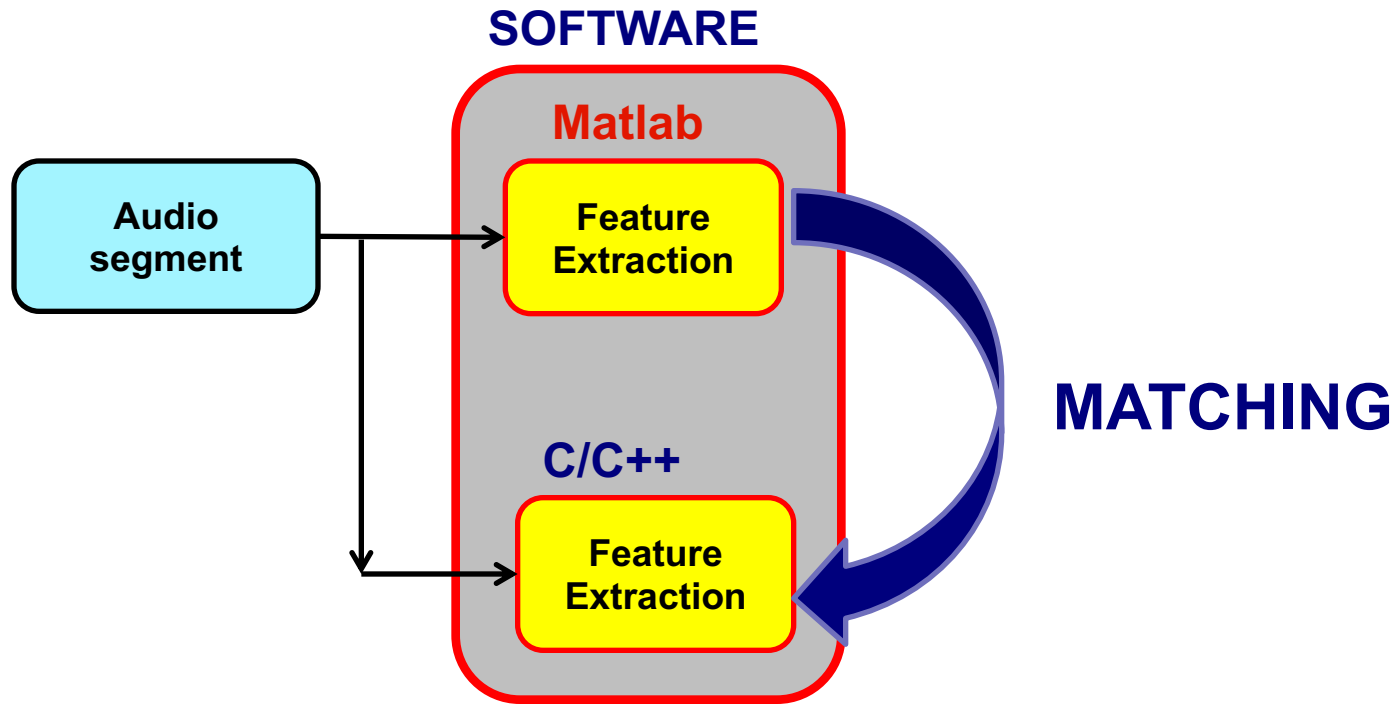 SOFTWARE
Matlab
Audio
segment
Feature
Extraction
MATCHING
C/C++
Feature
Extraction